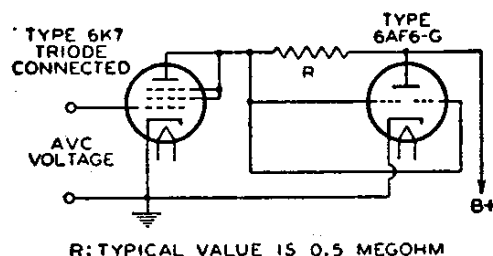 TYPE 6K7
TRIODE
CONNECTED
TYPE
6AF6-G
R
AVC
VOLTAGE
B+
R: TYPICAL VALUE IS 0.5 MEGOHM